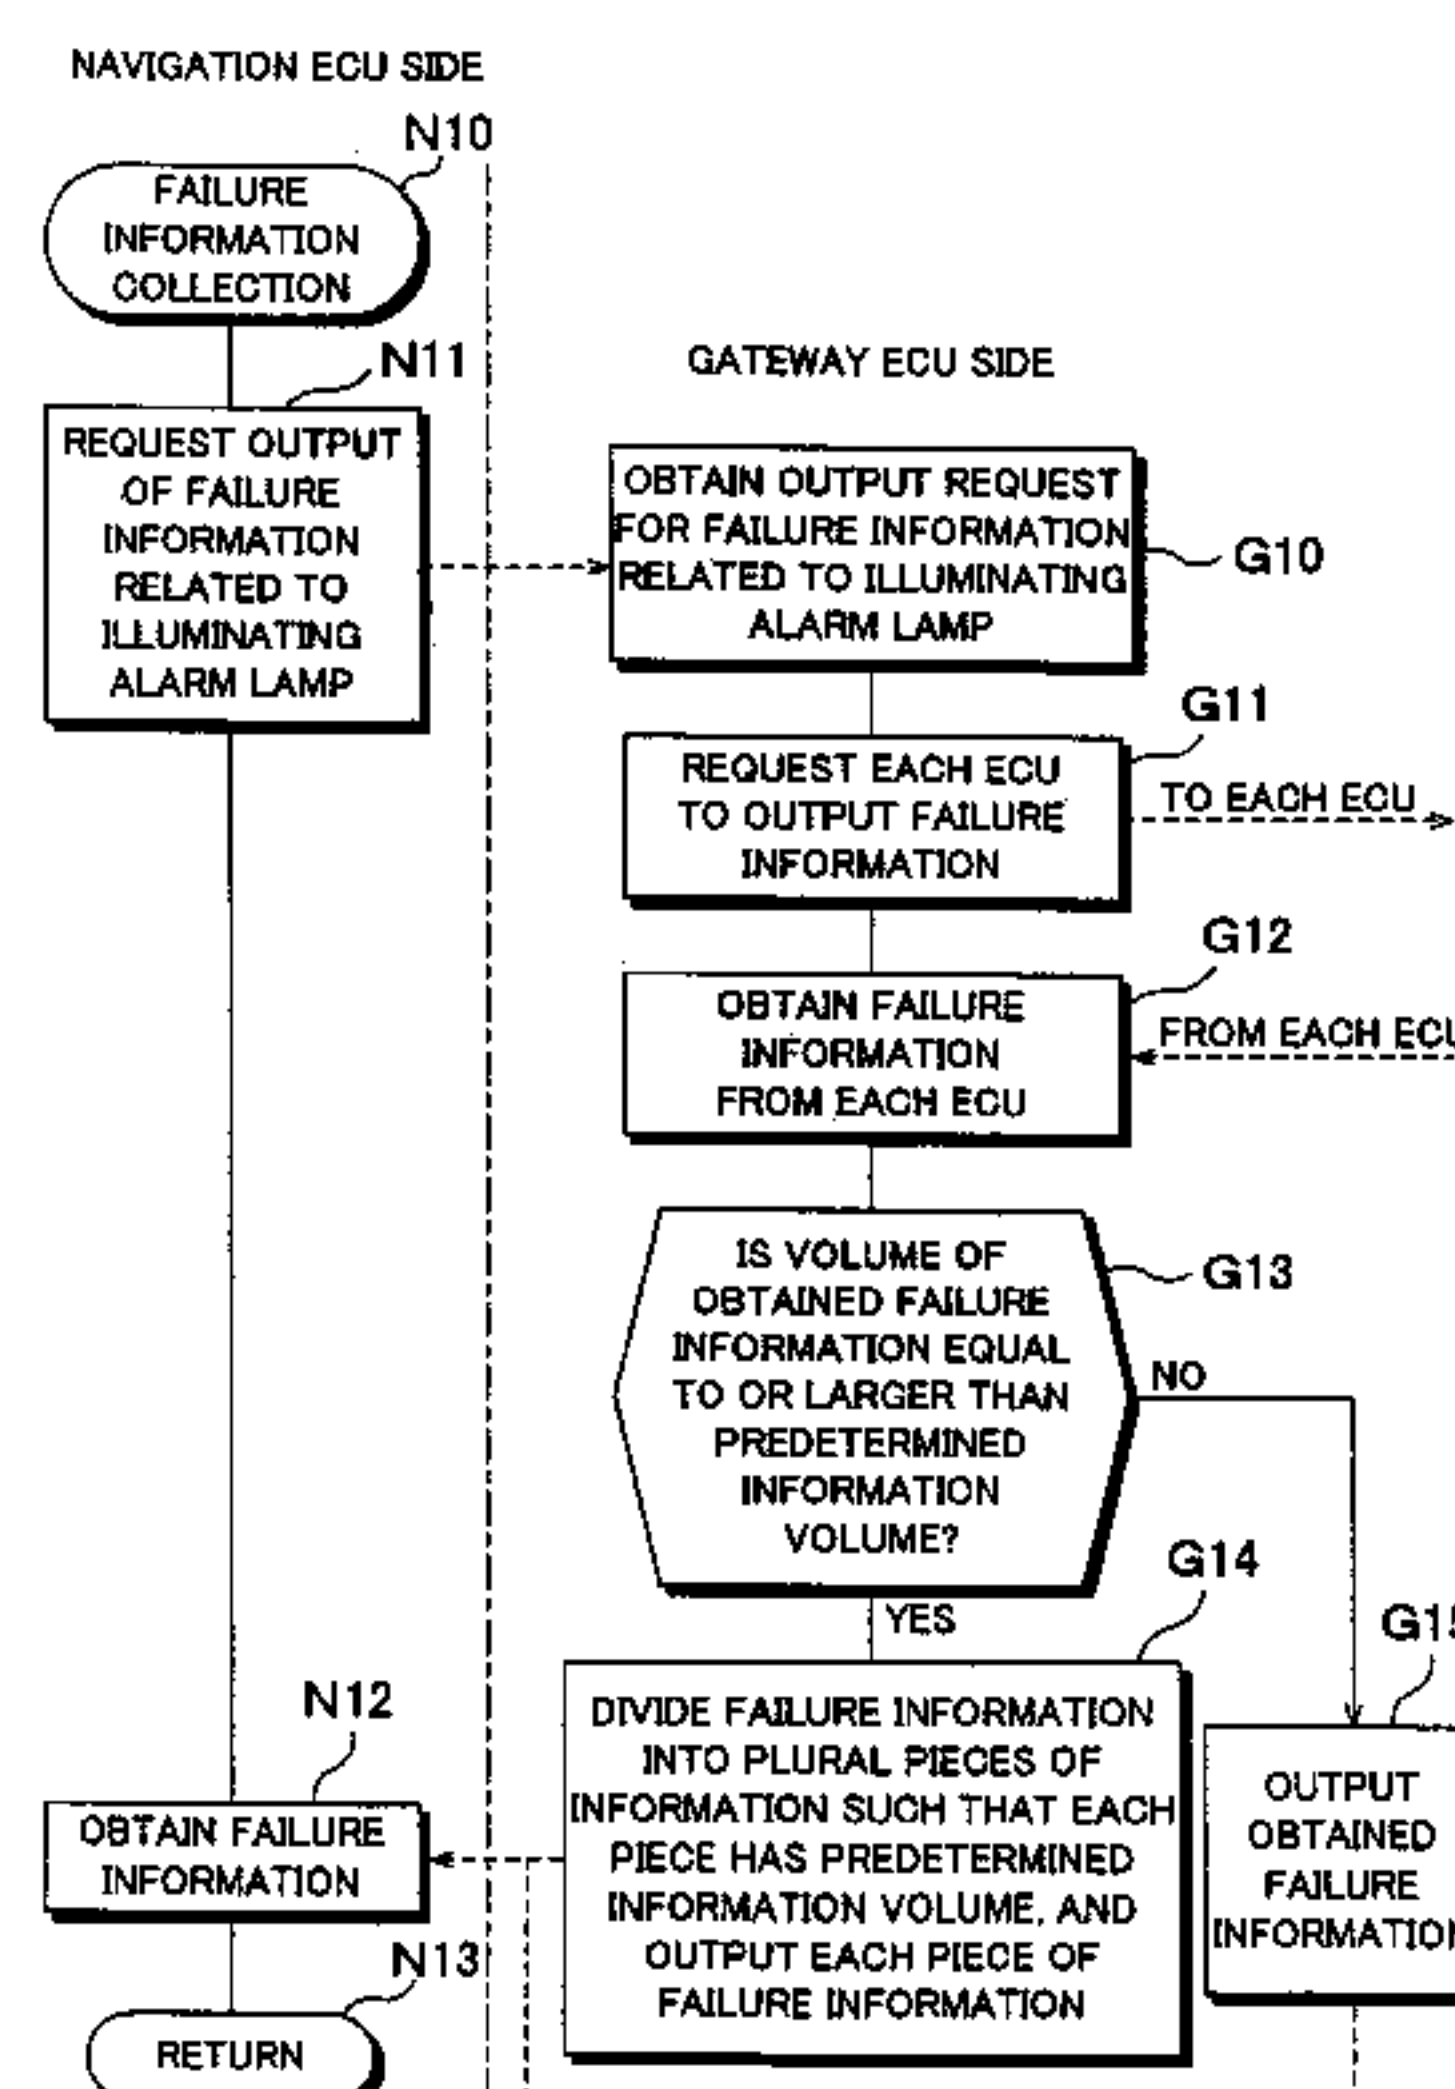 NAVIGATION ECU SIDE
N10
FAILURE
INFORMATION
COLLECTION
N11
REQUEST OUTPUT
OF FAILURE
INFORMATION
RELATED TO
ILLUMINATING
ALARM LAMP
GATEWAY ECU SIDE
OBTAIN OUTPUT REQUEST
FOR FAILURE INFORMATION
RELATED TO ILLUMINATING
ALARM LAMP
G10
G11
REQUEST EACH ECU
TO OUTPUT FAILURE
INFORMATION
TO EACH ECU
G12
OBTAIN FAILURE
INFORMATION
FROM EACH ECU
FROM EACH ECU
IS VOLUME OF
OBTAINED FAILURE
INFORMATION EQUAL
TO OR LARGER THAN
PREDETERMINED
INFORMATION
VOLUME?
G13
NO
YES
G14
DIVIDE FAILURE INFORMATION
INTO PLURAL PIECES OF
INFORMATION SUCH THAT EACH
PIECE HAS PREDETERMINED
INFORMATION VOLUME, AND
OUTPUT EACH PIECE OF
FAILURE INFORMATION
G15
OUTPUT
OBTAINED
FAILURE
INFORMATION
N12
OBTAIN FAILURE
INFORMATION
N13
RETURN